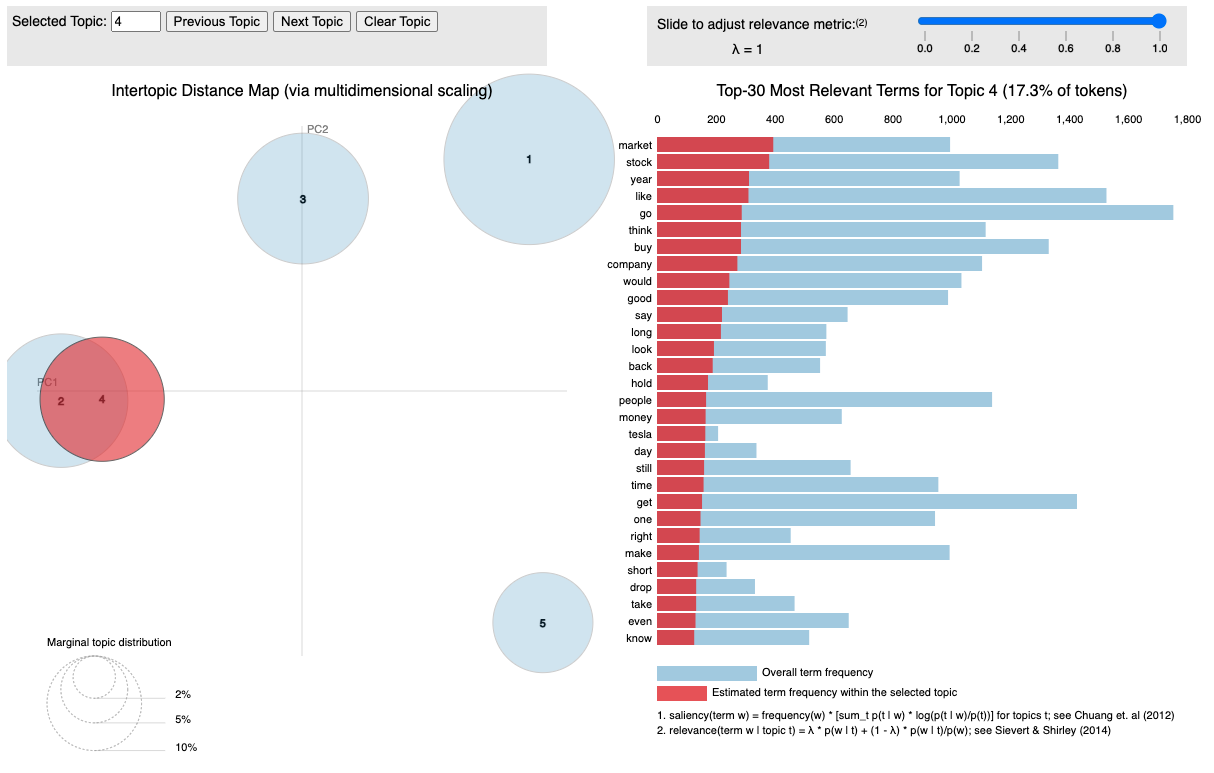 Selected Topic: 4 Previous Topic Next Topic Clear Topic
Slide to adjust relevance metric:(2)
λ = 1
0.0 0.2 0.4 0.6 0.8 1.0
Intertopic Distance Map (via multidimensional scaling)
PC2
PC1
1
3
2
4
5
Marginal topic distribution
2%
5%
10%
Top-30 Most Relevant Terms for Topic 4 (17.3% of tokens)
0 200 400 600 800 1,000 1,200 1,400 1,600 1,800
market
stock
year
like
go
think
buy
company
would
good
say
long
look
back
hold
people
money
tesla
day
still
time
get
one
right
make
short
drop
take
even
know
Overall term frequency
Estimated term frequency within the selected topic
1. saliency(term w) = frequency(w) * [sum_t p(t | w) * log(p(t | w)/p(t))] for topics t; see Chuang et. al (2012)
2. relevance(term w | topic t) = λ * p(w | t) + (1 - λ) * p(w | t)/p(w); see Sievert & Shirley (2014)